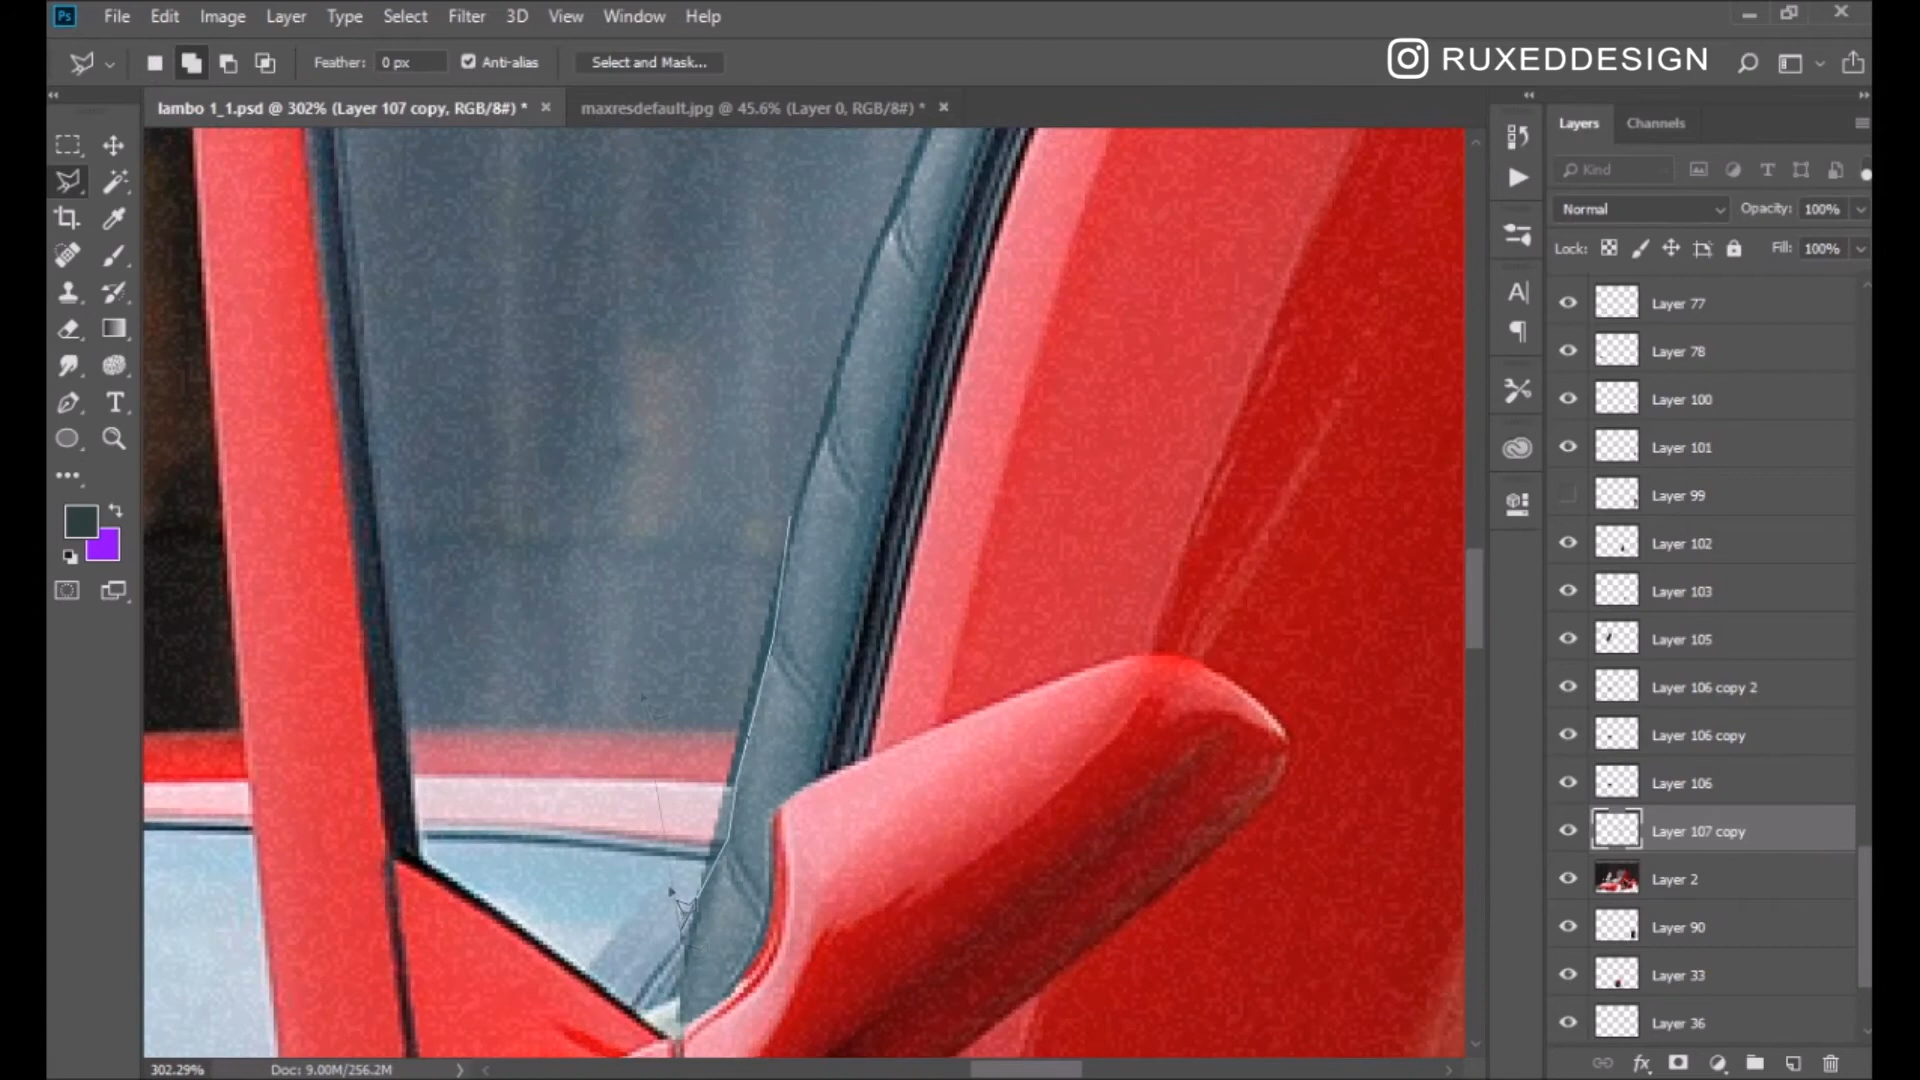 Ps File Edit Image Layer Type Select Filter 3D View Window Help
Feather: 0 px Anti-alias Select and Mask... RUXEDDESIGN
lambo 1_1.psd @ 302% (Layer 107 copy, RGB/8#) * × maxresdefault.jpg @ 45.6% (Layer 0, RGB/8#) * ×
Layers Channels
Kind
Normal Opacity: 100%
Lock: Fill: 100%
Layer 77
Layer 78
Layer 100
Layer 101
Layer 99
Layer 102
Layer 103
Layer 105
Layer 106 copy 2
Layer 106 copy
Layer 106
Layer 107 copy
Layer 2
Layer 90
Layer 33
Layer 36
302.29% Doc: 9.00M/256.2M